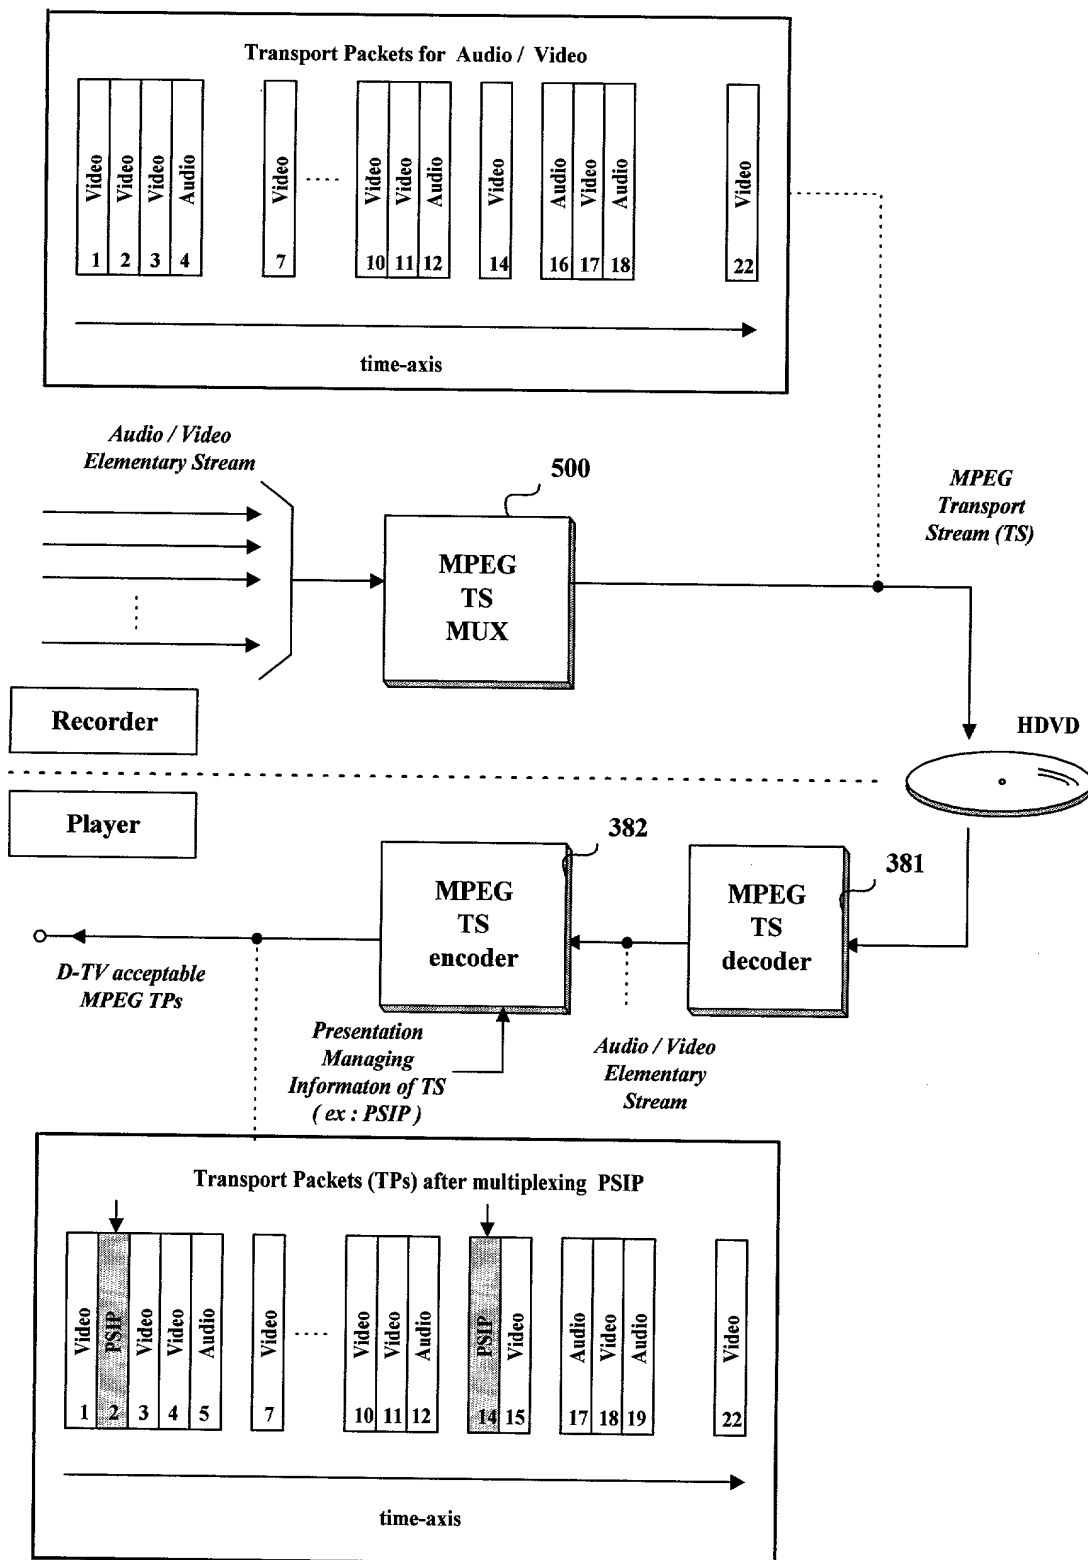 Transport Packets for Audio / Video
Video
Video
Video
Audio
Video
.....
Video
Video
Audio
Video
Audio
Video
Audio
Video
1 2 3 4 7 10 11 12 14 16 17 18 22
time-axis
Audio / Video
Elementary Stream
500
MPEG
Transport
Stream (TS)
MPEG
TS
MUX
Recorder
HDVD
Player
382
381
MPEG
TS
encoder
MPEG
TS
decoder
D-TV acceptable
MPEG TPs
Presentation
Managing
Informaton of TS
( ex : PSIP )
Audio / Video
Elementary
Stream
Transport Packets (TPs) after multiplexing PSIP
Video
PSIP
Video
Video
Audio
Video
.....
Video
Video
Audio
PSIP
Video
Audio
Video
Audio
Video
1 2 3 4 5 7 10 11 12 14 15 17 18 19 22
time-axis